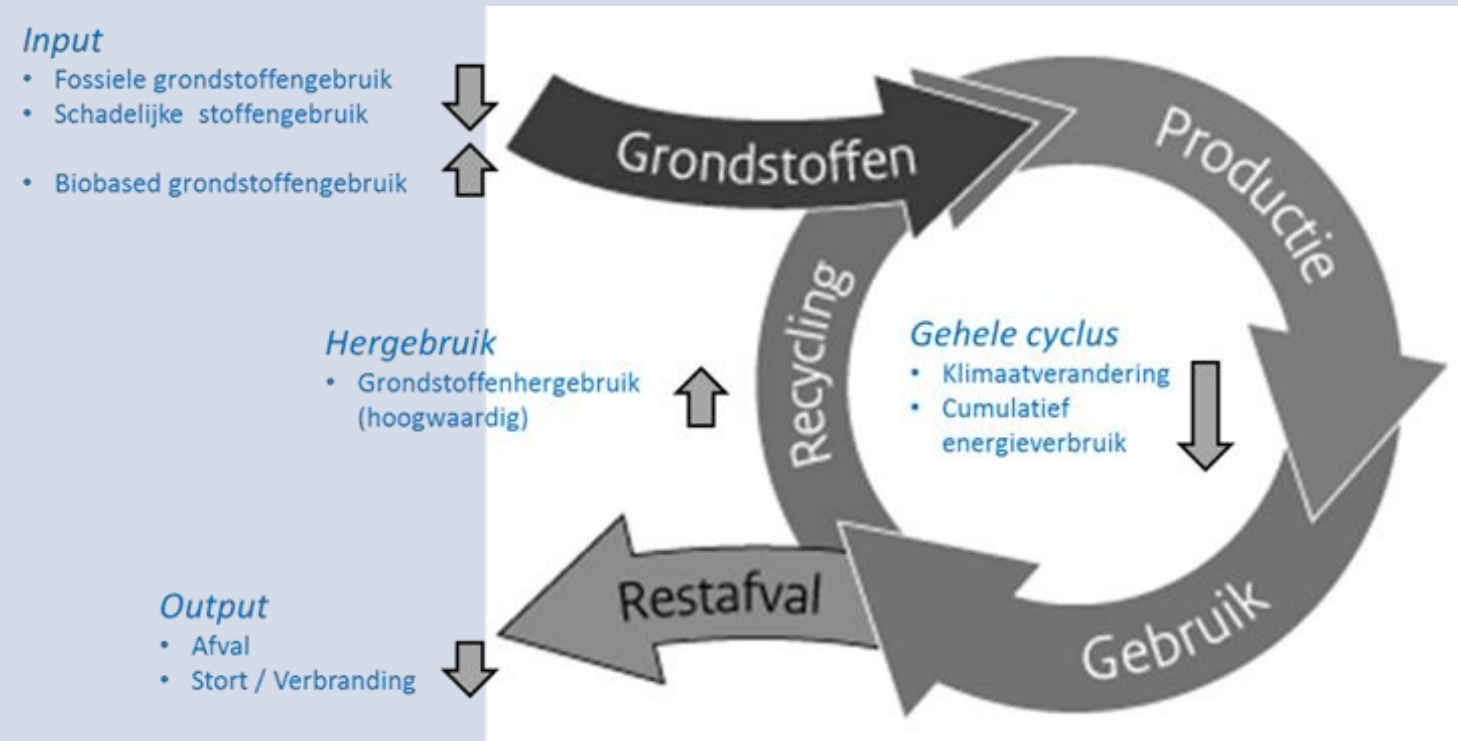 Input
• Fossiele grondstoffengebruik
• Schadelijke stoffengebruik
• Biobased grondstoffengebruik
Grondstoffen
Productie
Recycling
Hergebruik
• Grondstoffenhergebruik
(hoogwaardig)
Gehele cyclus
• Klimaatverandering
• Cumulatief
energieverbruik
Output
• Afval
• Stort / Verbranding
Restafval
Gebruik